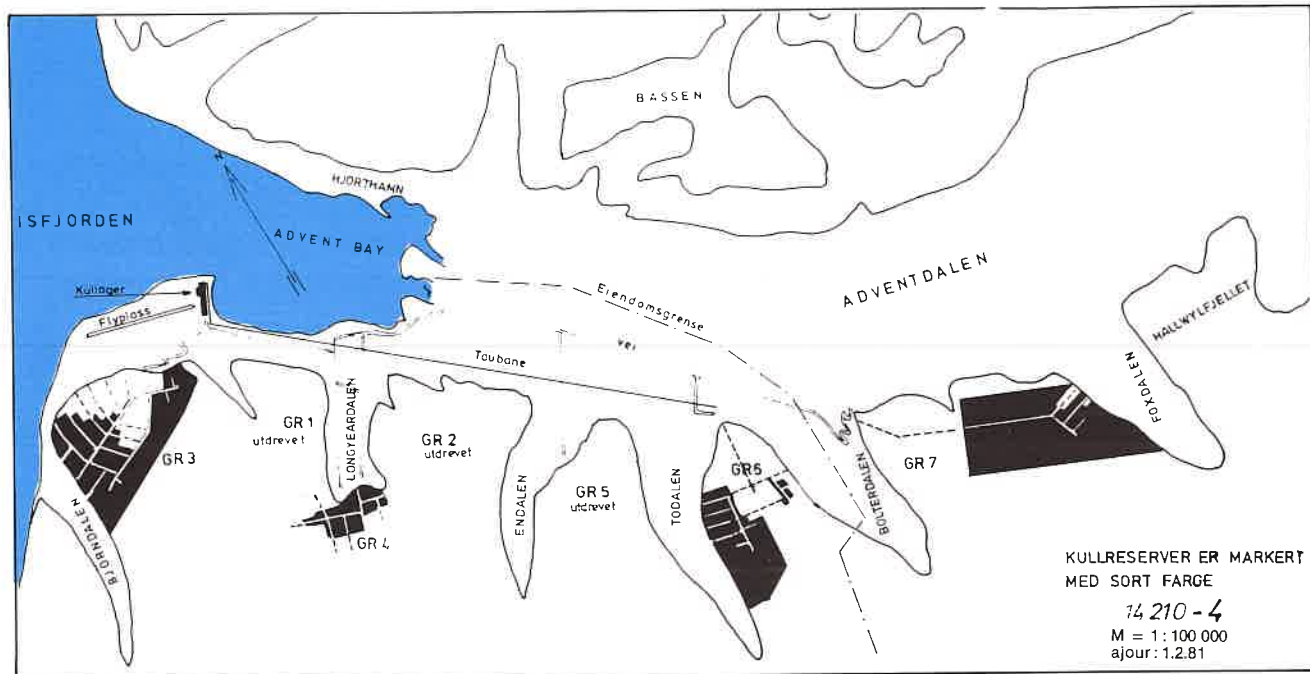 BASSEN
N
HJORTHAMN
ISFJORDEN
ADVENT BAY
ADVENTDALEN
HALLWYLFJELLET
Kullager
Flyplass
Eiendomsgrense
vei
Taubane
FOXDALEN
GR 1
utdrevet
LONGYEARDALEN
GR 2
utdrevet
GR 3
GR 6
GR 7
BJORNDALEN
GR 4
ENDALEN
GR 5
utdrevet
TODALEN
BOLTERDALEN
KULLRESERVER ER MARKERT
MED SORT FARGE
14 210 - 4
M = 1 : 100 000
ajour : 1.2.81